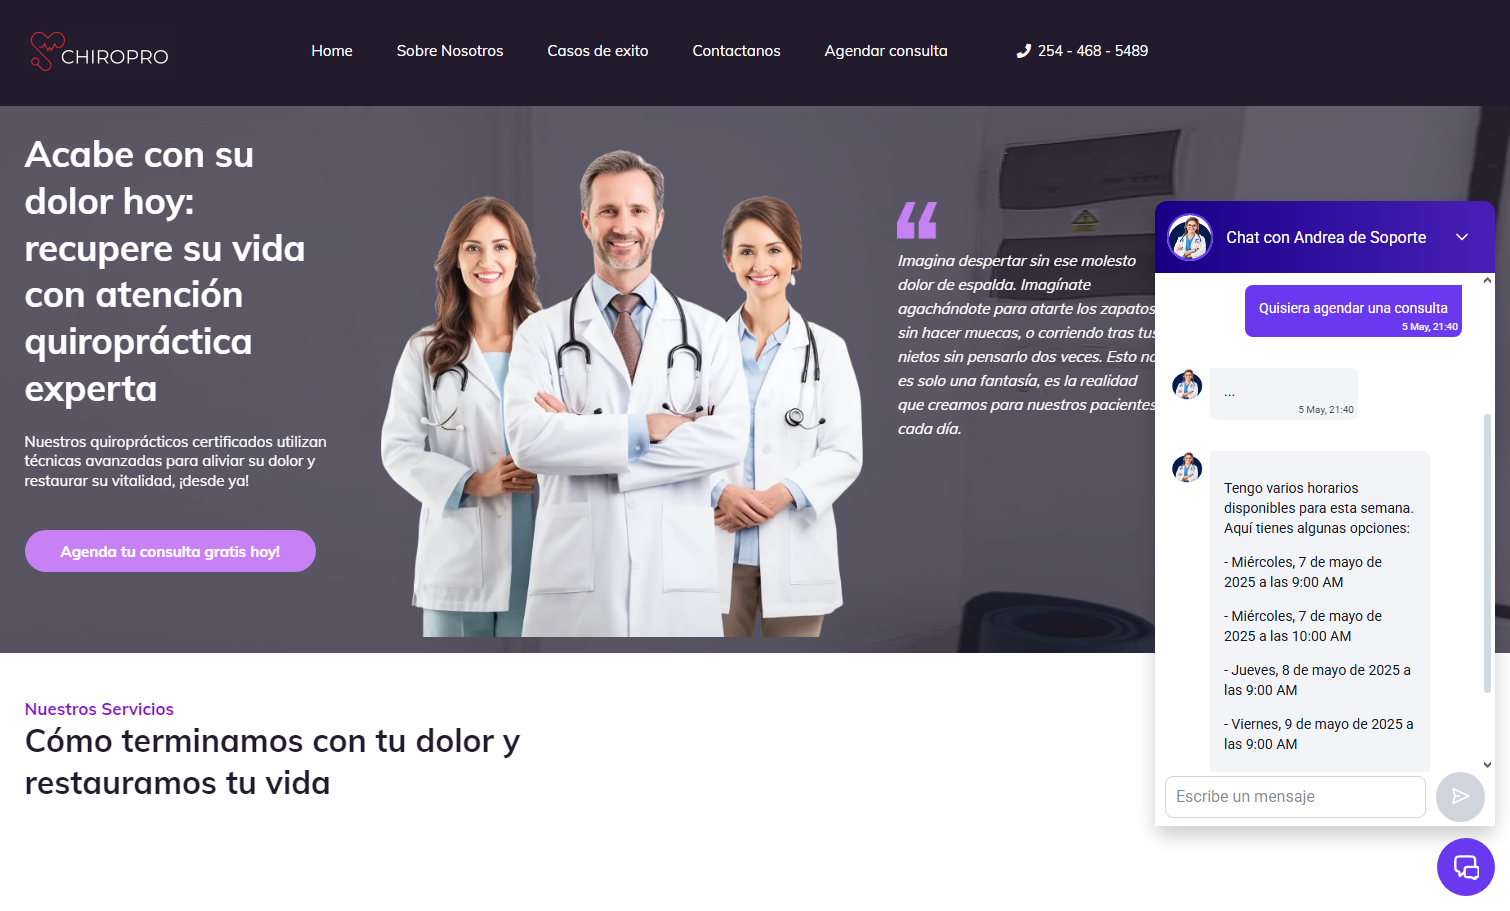 CHIROPRO
Home
Sobre Nosotros
Casos de exito
Contactanos
Agendar consulta
254 - 468 - 5489
Acabe con su
dolor hoy:
recupere su vida
con atención
quiropráctica
experta
Nuestros quiroprácticos certificados utilizan
técnicas avanzadas para aliviar su dolor y
restaurar su vitalidad, ¡desde ya!
Agenda tu consulta gratis hoy!
Imagina despertar sin ese molesto
dolor de espalda. Imagínate
agachándote para atarte los zapatos
sin hacer muecas, o corriendo tras tus
nietos sin pensarlo dos veces. Esto no
es solo una fantasía, es la realidad
que creamos para nuestros pacientes
cada día.
Chat con Andrea de Soporte
Quisiera agendar una consulta
5 May, 21:40
...
5 May, 21:40
Tengo varios horarios
disponibles para esta semana.
Aquí tienes algunas opciones:
- Miércoles, 7 de mayo de
2025 a las 9:00 AM
- Miércoles, 7 de mayo de
2025 a las 10:00 AM
- Jueves, 8 de mayo de 2025 a
las 9:00 AM
- Viernes, 9 de mayo de 2025 a
las 9:00 AM
Escribe un mensaje
Nuestros Servicios
Cómo terminamos con tu dolor y
restauramos tu vida